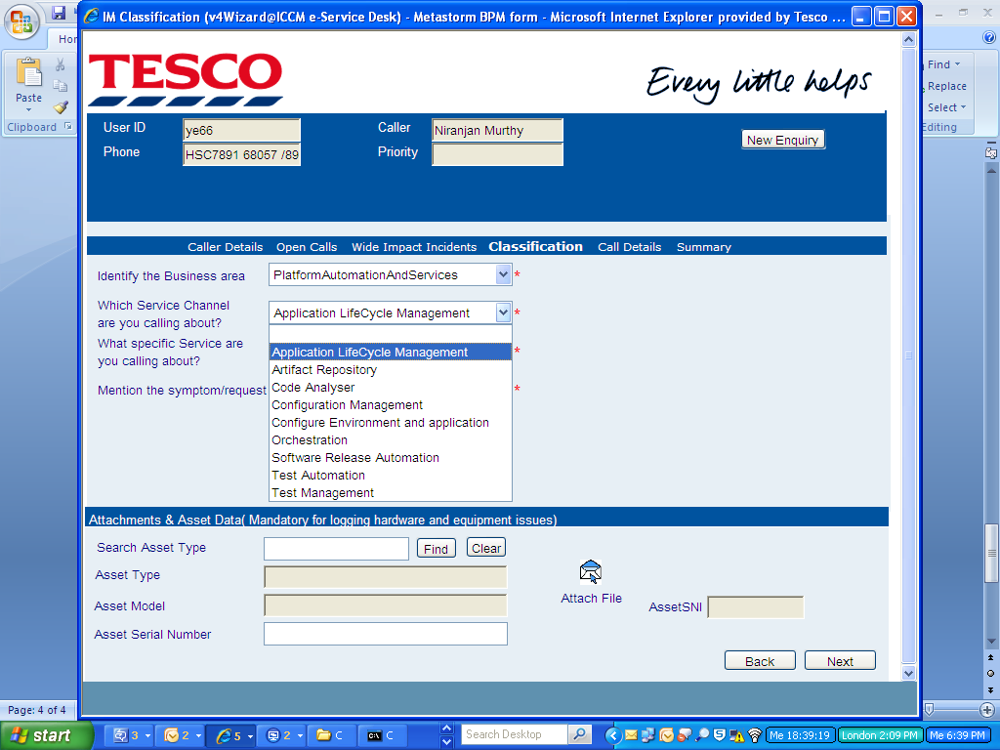 IM Classification (v4Wizard@ICCM e-Service Desk) - Metastorm BPM form - Microsoft Internet Explorer provided by Tesco ...
Hor
Paste
Clipboard
Find
Replace
Select
Editing
TESCO
Every little helps
User ID ye66 Caller Niranjan Murthy
New Enquiry
Phone HSC7891 68057 /89 Priority
Caller Details Open Calls Wide Impact Incidents Classification Call Details Summary
Identify the Business area PlatformAutomationAndServices *
Which Service Channel
are you calling about? Application LifeCycle Management *
What specific Service are
you calling about? *
Mention the symptom/request *
Application LifeCycle Management
Artifact Repository
Code Analyser
Configuration Management
Configure Environment and application
Orchestration
Software Release Automation
Test Automation
Test Management
Attachments & Asset Data( Mandatory for logging hardware and equipment issues)
Search Asset Type Find Clear
Asset Type
Attach File
Asset Model
AssetSNI
Asset Serial Number
Back Next
Page: 4 of 4
start 3 2 5 2 C C:\ C Search Desktop Me 18:39:19 London 2:09 PM Me 6:39 PM